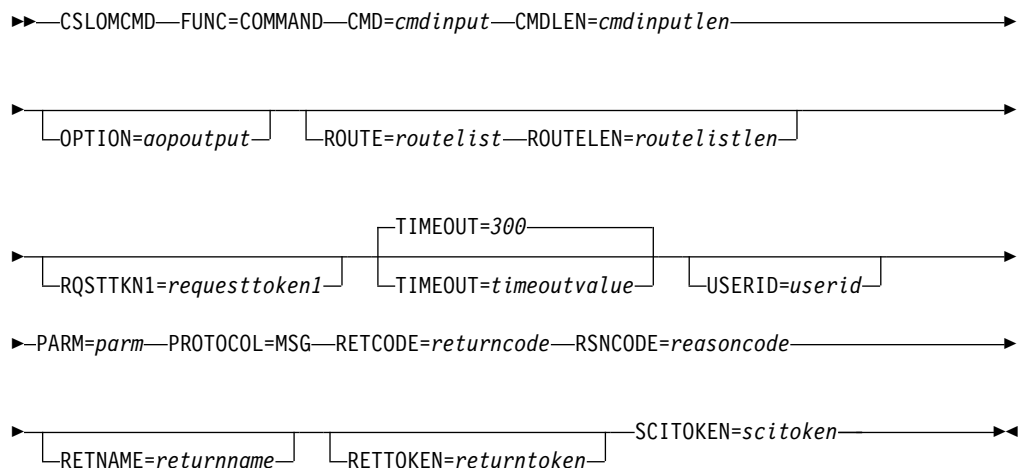 CSLOMCMD FUNC=COMMAND CMD=cmdinput CMDLEN=cmdinputlen
OPTION=aopoutput ROUTE=routelist ROUTELEN=routelistlen
TIMEOUT=300
RQSTTKN1=requesttoken1 TIMEOUT=timeoutvalue USERID=userid
PARM=parm PROTOCOL=MSG RETCODE=returncode RSNCODE=reasoncode
SCITOKEN=scitoken
RETNAME=returnname RETTOKEN=returntoken